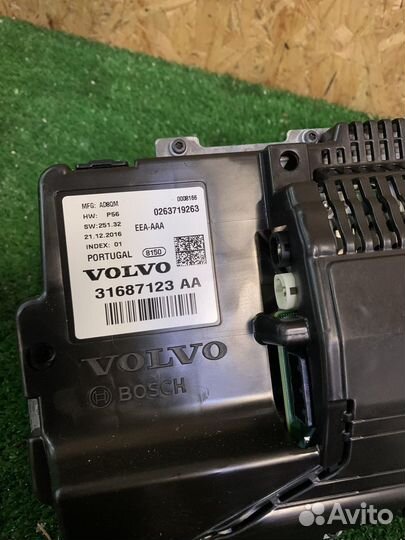 MFG: AD8QM 0008166
HW: P56 0263719263
SW:251.32 EEA-AAA
21.12.2016
INDEX: 01
PORTUGAL 8150
VOLVO
31687123 AA
VOLVO
BOSCH
Avito